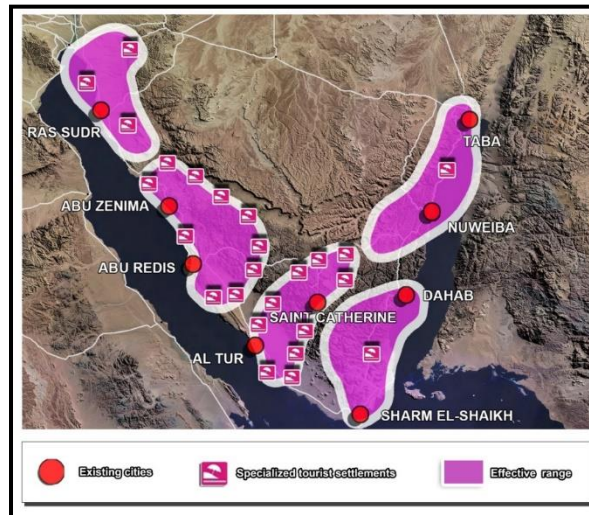 RAS SUDR
TABA
ABU ZENIMA
NUWEIBA
ABU REDIS
DAHAB
SAINT CATHERINE
AL TUR
SHARM EL-SHAIKH
Existing cities
Specialized tourist settlements
Effective range